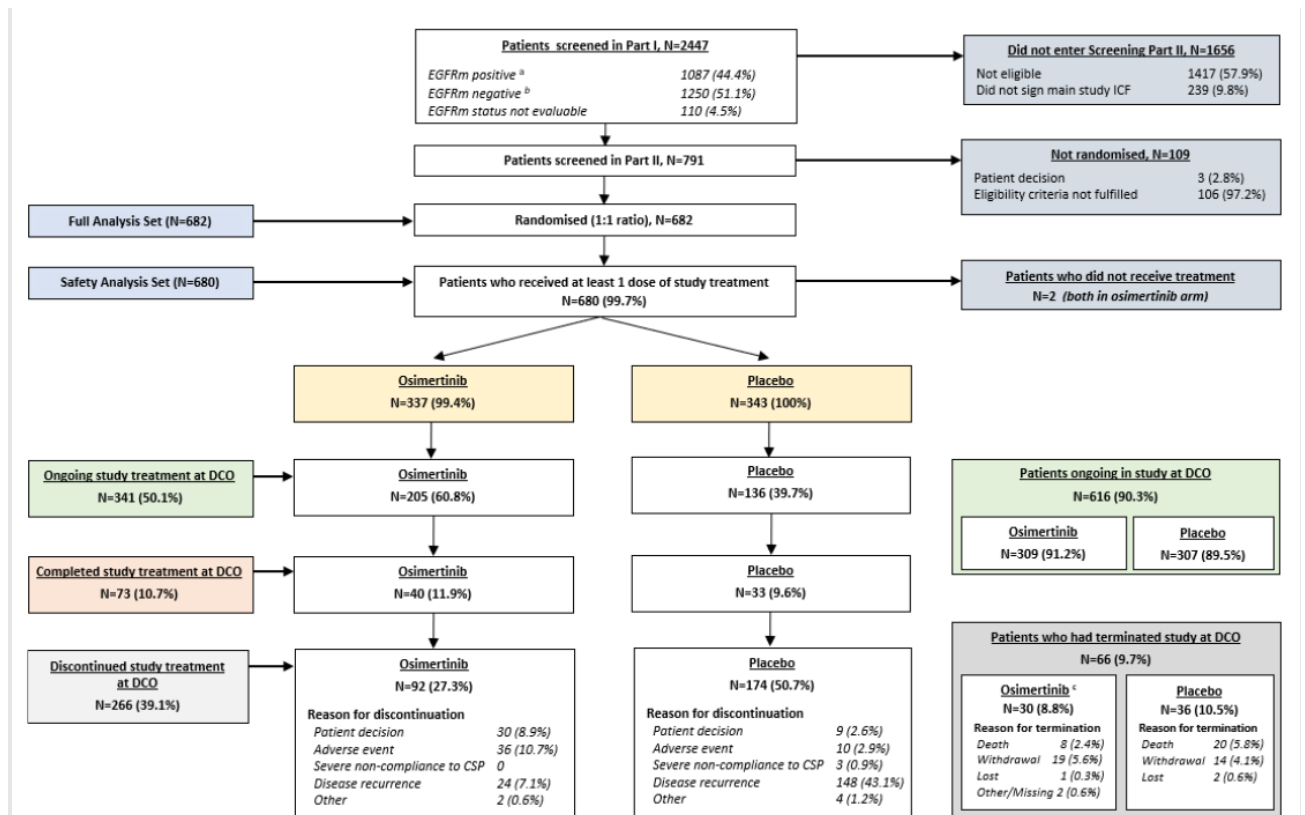 Patients screened in Part I, N=2447
EGFRm positive ᵃ 1087 (44.4%)
EGFRm negative ᵇ 1250 (51.1%)
EGFRm status not evaluable 110 (4.5%)
Did not enter Screening Part II, N=1656
Not eligible 1417 (57.9%)
Did not sign main study ICF 239 (9.8%)
Patients screened in Part II, N=791
Not randomised, N=109
Patient decision 3 (2.8%)
Eligibility criteria not fulfilled 106 (97.2%)
Full Analysis Set (N=682)
Randomised (1:1 ratio), N=682
Safety Analysis Set (N=680)
Patients who received at least 1 dose of study treatment
N=680 (99.7%)
Patients who did not receive treatment
N=2 (both in osimertinib arm)
Osimertinib
N=337 (99.4%)
Placebo
N=343 (100%)
Ongoing study treatment at DCO
N=341 (50.1%)
Osimertinib
N=205 (60.8%)
Placebo
N=136 (39.7%)
Patients ongoing in study at DCO
N=616 (90.3%)
Osimertinib
N=309 (91.2%)
Placebo
N=307 (89.5%)
Completed study treatment at DCO
N=73 (10.7%)
Osimertinib
N=40 (11.9%)
Placebo
N=33 (9.6%)
Discontinued study treatment
at DCO
N=266 (39.1%)
Osimertinib
N=92 (27.3%)
Reason for discontinuation
Patient decision 30 (8.9%)
Adverse event 36 (10.7%)
Severe non-compliance to CSP 0
Disease recurrence 24 (7.1%)
Other 2 (0.6%)
Placebo
N=174 (50.7%)
Reason for discontinuation
Patient decision 9 (2.6%)
Adverse event 10 (2.9%)
Severe non-compliance to CSP 3 (0.9%)
Disease recurrence 148 (43.1%)
Other 4 (1.2%)
Patients who had terminated study at DCO
N=66 (9.7%)
Osimertinib ᶜ
N=30 (8.8%)
Reason for termination
Death 8 (2.4%)
Withdrawal 19 (5.6%)
Lost 1 (0.3%)
Other/Missing 2 (0.6%)
Placebo
N=36 (10.5%)
Reason for termination
Death 20 (5.8%)
Withdrawal 14 (4.1%)
Lost 2 (0.6%)